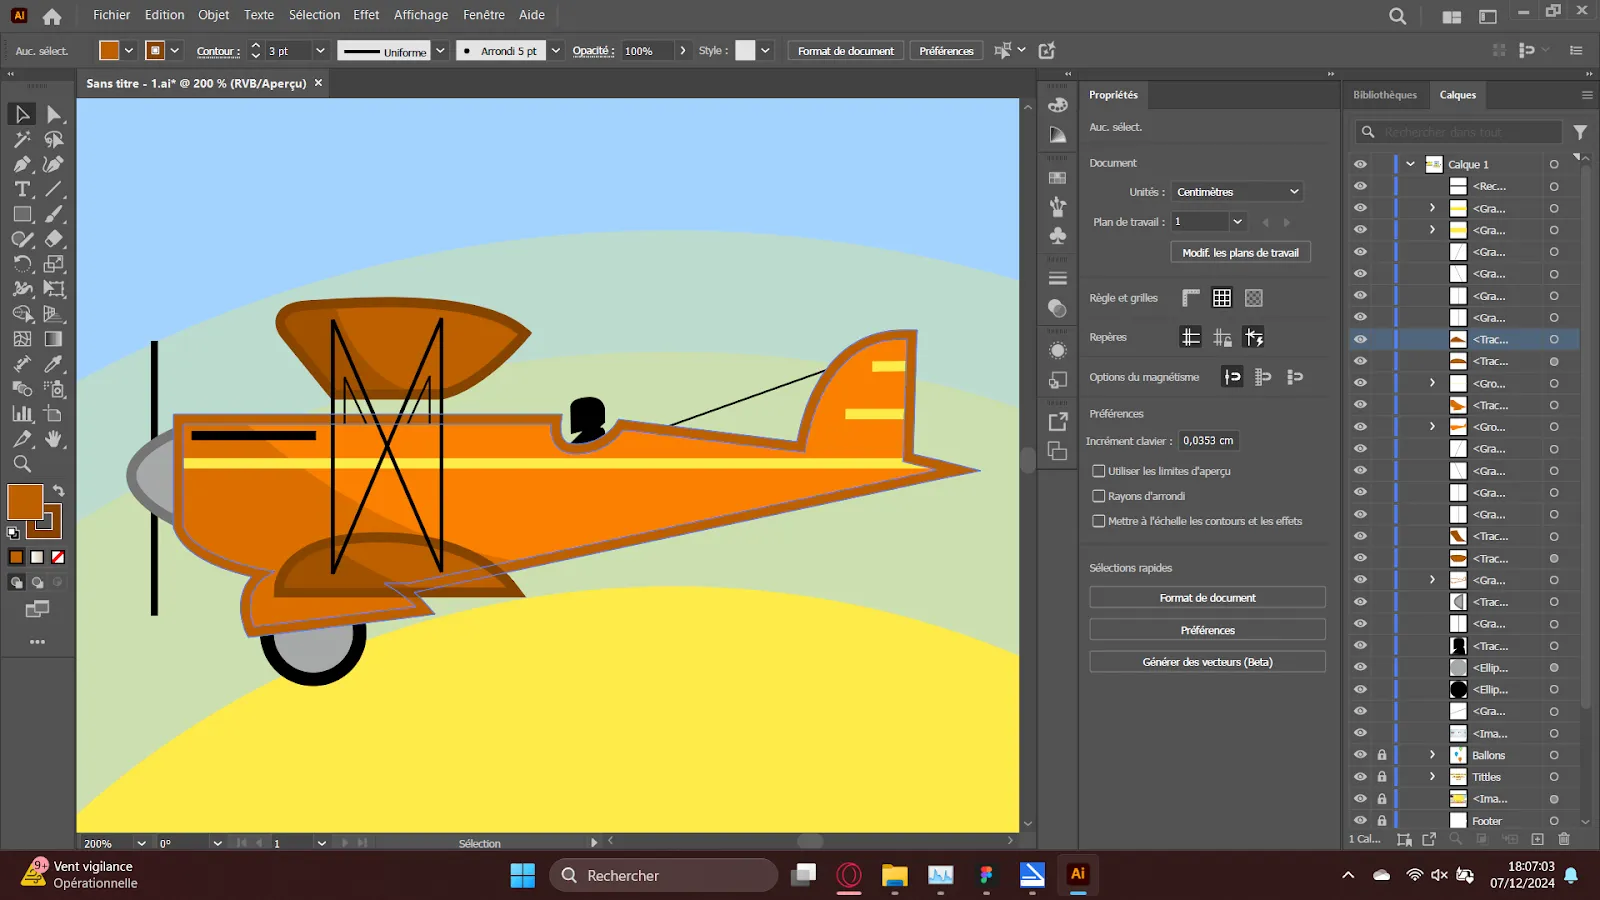 Ai Fichier Edition Objet Texte Sélection Effet Affichage Fenêtre Aide
Auc. sélect. Contour : 3 pt Uniforme Arrondi 5 pt Opacité : 100% Style : Format de document Préférences
Sans titre - 1.ai* @ 200 % (RVB/Aperçu) ×
Propriétés
Auc. sélect.
Document
Unités : Centimètres
Plan de travail : 1
Modif. les plans de travail
Règle et grilles
Repères
Options du magnétisme
Préférences
Incrément clavier : 0,0353 cm
Utiliser les limites d'aperçu
Rayons d'arrondi
Mettre à l'échelle les contours et les effets
Sélections rapides
Format de document
Préférences
Générer des vecteurs (Beta)
Bibliothèques Calques
Rechercher dans tout
Calque 1
<Rec...
<Gra...
<Gra...
<Gra...
<Gra...
<Gra...
<Gra...
<Trac...
<Trac...
<Gro...
<Trac...
<Gro...
<Gra...
<Gra...
<Gra...
<Gra...
<Trac...
<Trac...
<Gra...
<Trac...
<Gra...
<Trac...
<Ellip...
<Ellip...
<Gra...
<Ima...
Ballons
Tittles
<Ima...
Footer
1 Cal...
200% 0° 1 Sélection
9+
Vent vigilance
Opérationnelle
Rechercher
Ai
18:07:03
07/12/2024